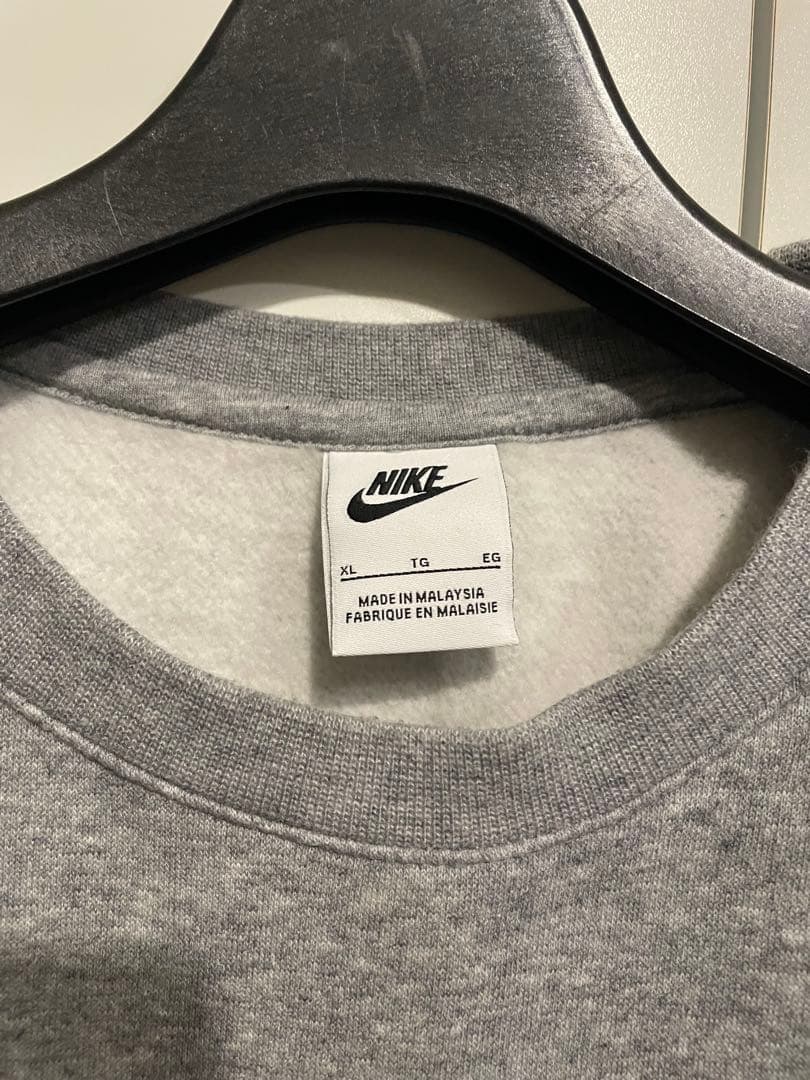 NIKE
XL TG EG
MADE IN MALAYSIA
FABRIQUE EN MALAISIE